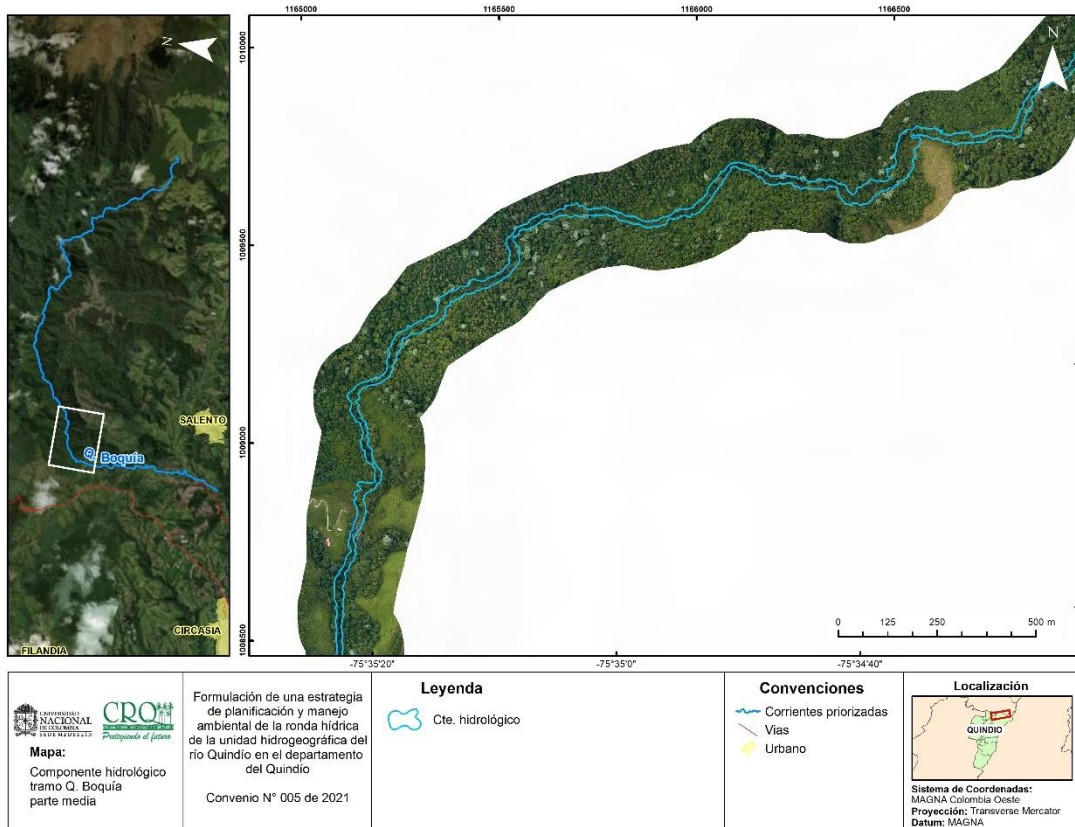 1165000
1165500
1166000
1166500
1010000
1009500
1009000
1008500
N
N
SALENTO
Q. Boquía
CIRCASIA
FILANDIA
0 125 250 500 m
-75°35'20"
-75°35'0"
-75°34'40"
UNIVERSIDAD
NACIONAL
DE COLOMBIA
SEDE MEDELLÍN
CRQ
Protegiendo el futuro
Mapa:
Componente hidrológico
tramo Q. Boquía
parte media
Formulación de una estrategia
de planificación y manejo
ambiental de la ronda hídrica
de la unidad hidrogeográfica del
río Quindío en el departamento
del Quindío
Convenio N° 005 de 2021
Leyenda
Cte. hidrológico
Convenciones
Corrientes priorizadas
Vias
Urbano
Localización
QUINDIO
Sistema de Coordenadas:
MAGNA Colombia Oeste
Proyección: Transverse Mercator
Datum: MAGNA